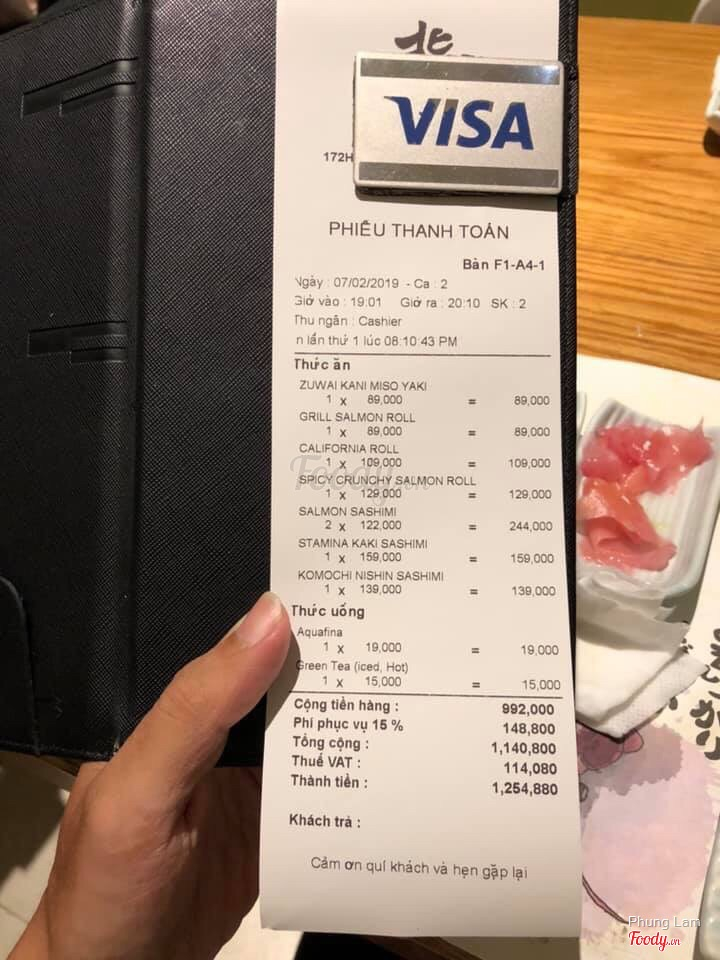 北
VISA
172H
PHIẾU THANH TOÁN
Bàn F1-A4-1
Ngày : 07/02/2019 - Ca : 2
Giờ vào : 19:01 Giờ ra : 20:10 SK : 2
Thu ngân : Cashier
n lần thứ 1 lúc 08:10:43 PM
Thức ăn
ZUWAI KANI MISO YAKI
1 x 89,000 = 89,000
GRILL SALMON ROLL
1 x 89,000 = 89,000
CALIFORNIA ROLL
1 x 109,000 = 109,000
SPICY CRUNCHY SALMON ROLL
1 x 129,000 = 129,000
SALMON SASHIMI
2 x 122,000 = 244,000
STAMINA KAKI SASHIMI
1 x 159,000 = 159,000
KOMOCHI NISHIN SASHIMI
1 x 139,000 = 139,000
Thức uống
Aquafina
1 x 19,000 = 19,000
Green Tea (iced, Hot)
1 x 15,000 = 15,000
Cộng tiền hàng : 992,000
Phí phục vụ 15 % 148,800
Tổng cộng : 1,140,800
Thuế VAT : 114,080
Thành tiền : 1,254,880
Khách trả :
Cảm ơn quí khách và hẹn gặp lại
Foody.vn
Phung Lam
Foody.vn